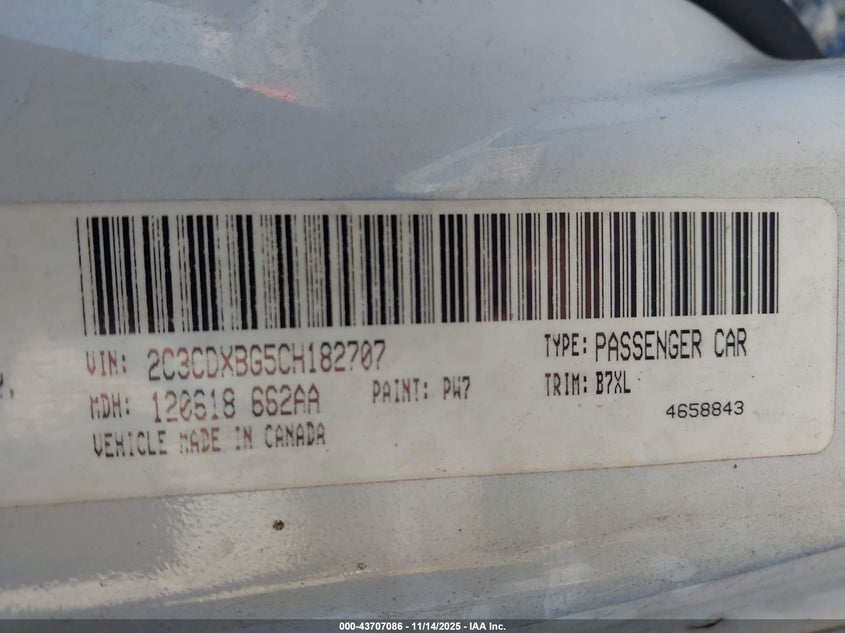 VIN: 2C3CDXBG5CH182707
TYPE: PASSENGER CAR
MDH: 120618 662AA
PAINT: PW7
TRIM: B7XL
4658843
VEHICLE MADE IN CANADA
000-43707086 - 11/14/2025 - IAA Inc.